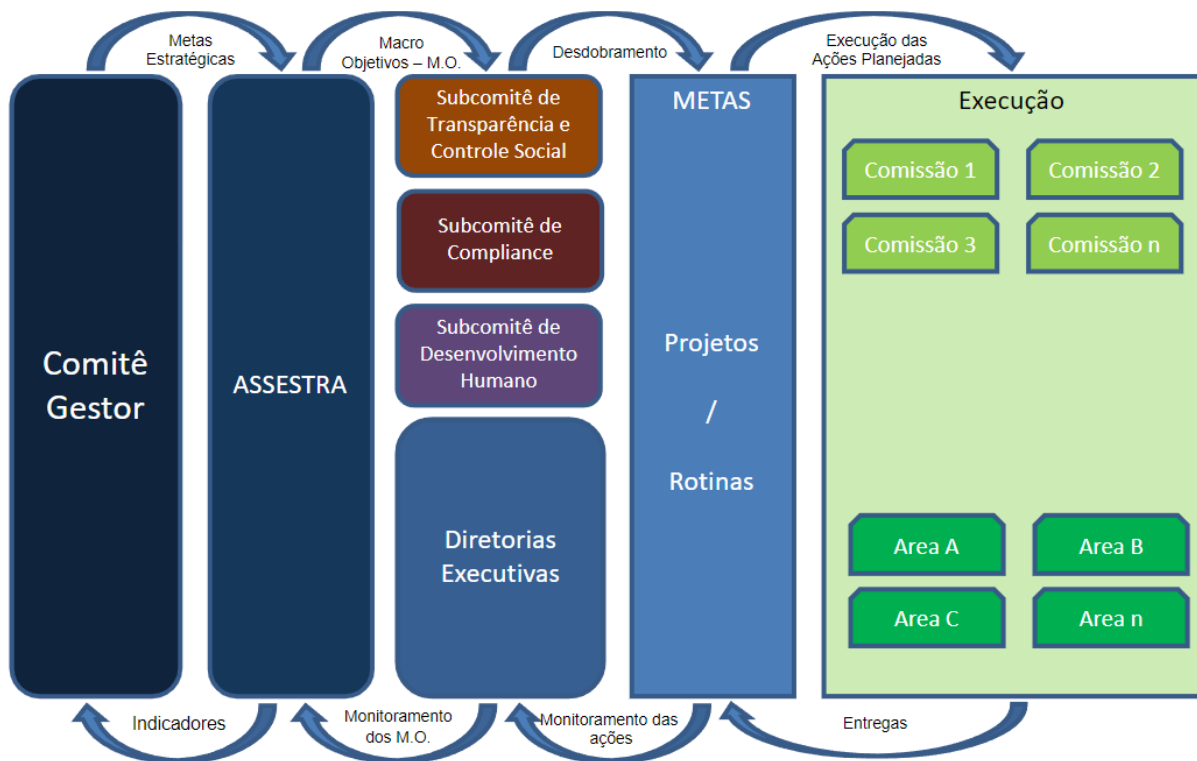 Metas
Estratégicas
Macro
Objetivos – M.O.
Desdobramento
Execução das
Ações Planejadas
Comitê
Gestor
ASSESTRA
Subcomitê de
Transparência e
Controle Social
Subcomitê de
Compliance
Subcomitê de
Desenvolvimento
Humano
Diretorias
Executivas
METAS
Projetos
/
Rotinas
Execução
Comissão 1
Comissão 2
Comissão 3
Comissão n
Area A
Area B
Area C
Area n
Indicadores
Monitoramento
dos M.O.
Monitoramento das
ações
Entregas